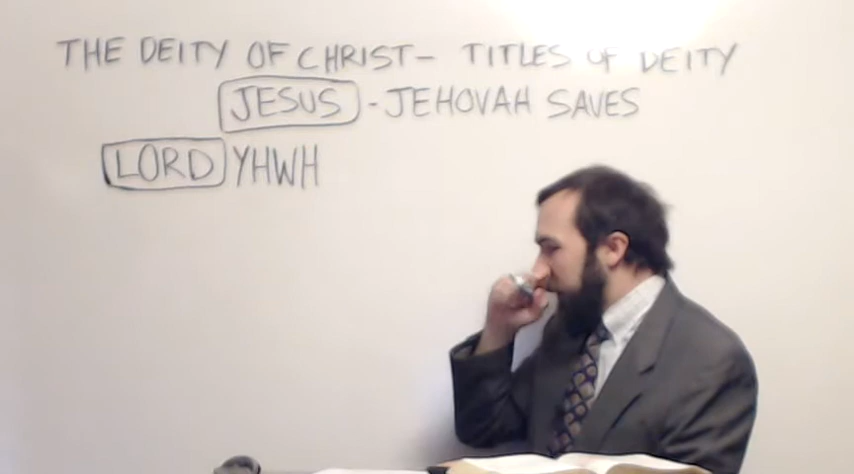 THE DEITY OF CHRIST - TITLES OF DEITY
JESUS - JEHOVAH SAVES
LORD YHWH